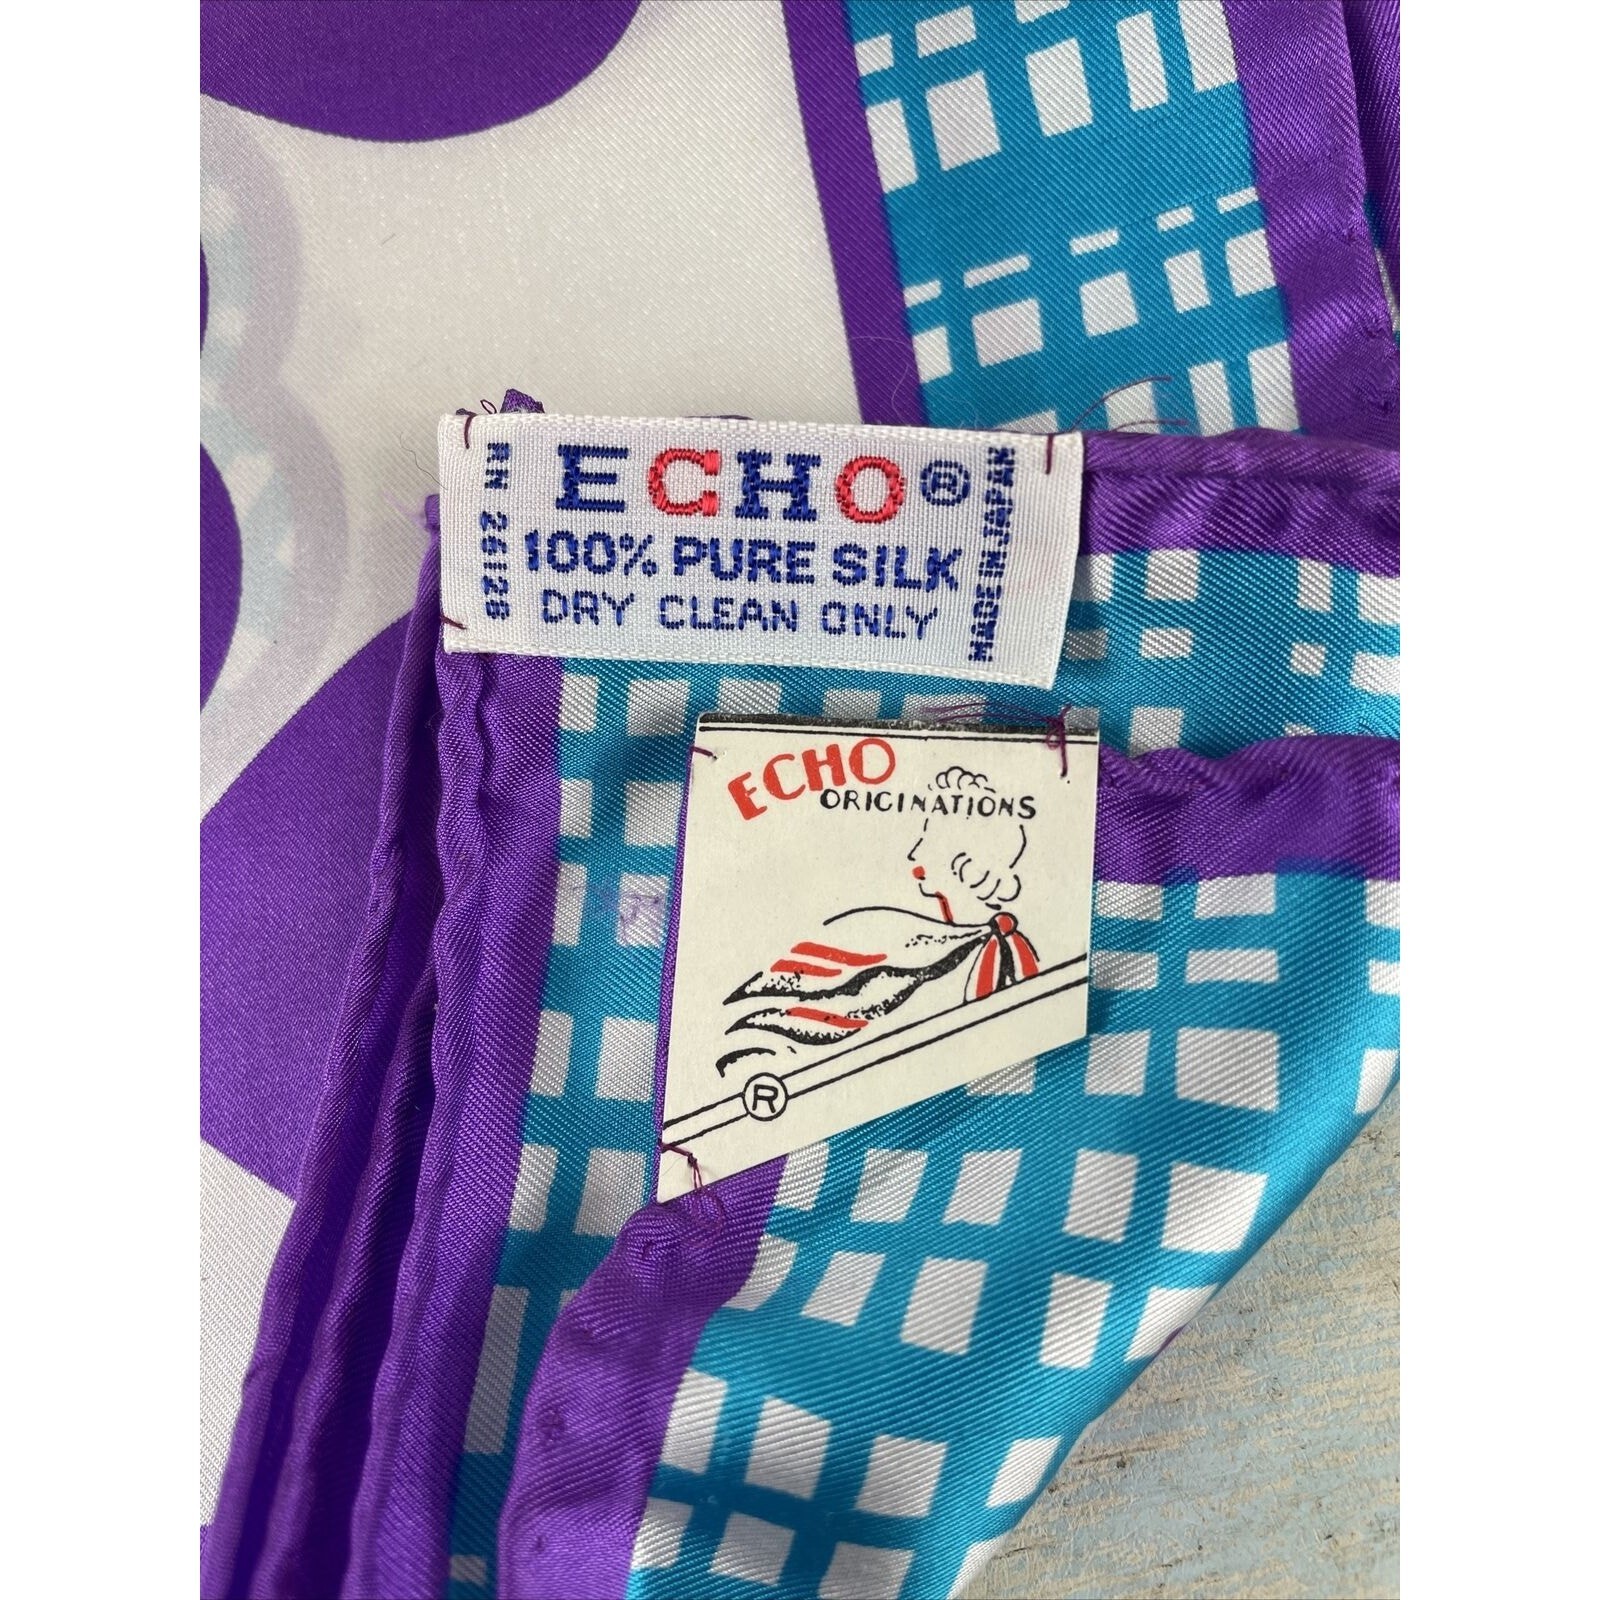 ECHO®
RN 26128
100% PURE SILK
DRY CLEAN ONLY
MADE IN JAPAN
ECHO
ORIGINATIONS
®